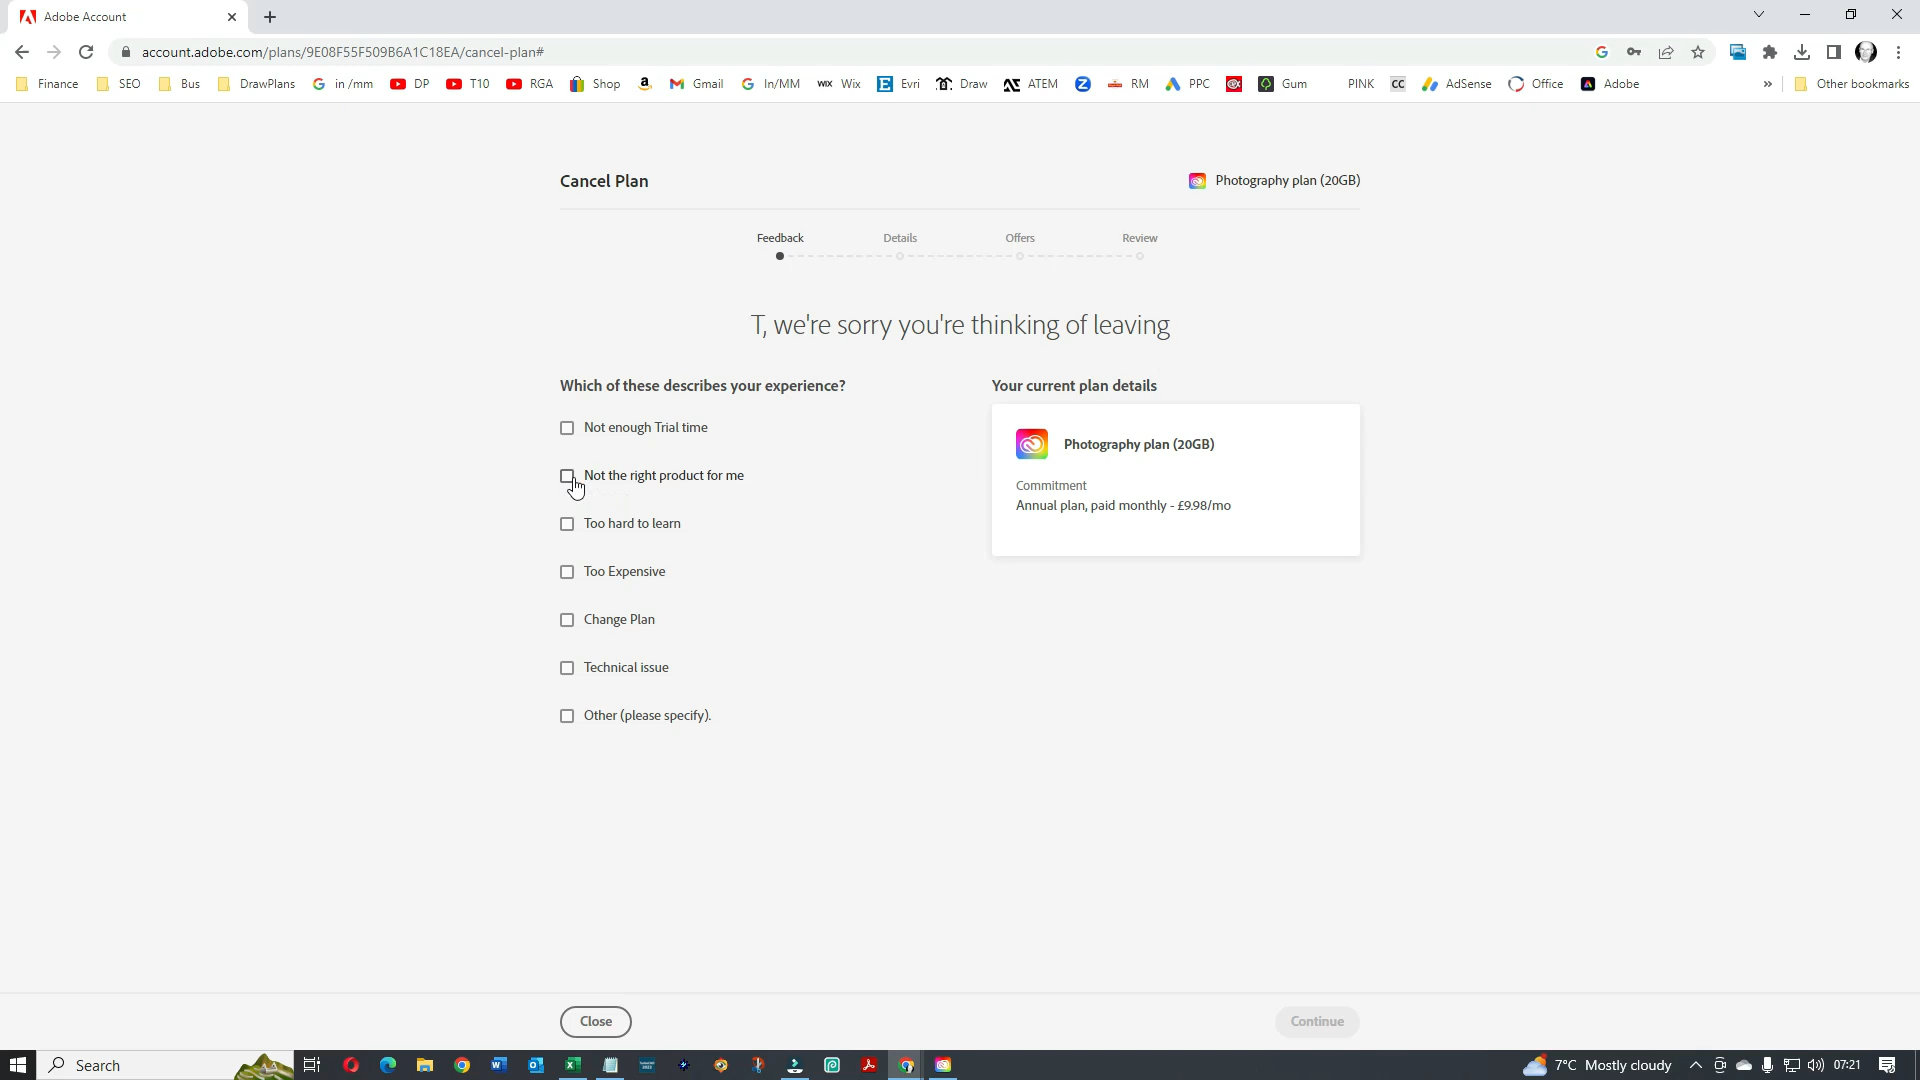 Adobe Account
account.adobe.com/plans/9E08F55F509B6A1C18EA/cancel-plan#
Finance SEO Bus DrawPlans in /mm DP T10 RGA Shop Gmail In/MM Wix Evri Draw ATEM RM PPC Gum PINK CC AdSense Office Adobe » Other bookmarks
Cancel Plan
Photography plan (20GB)
Feedback Details Offers Review
T, we're sorry you're thinking of leaving
Which of these describes your experience?
Not enough Trial time
Not the right product for me
Too hard to learn
Too Expensive
Change Plan
Technical issue
Other (please specify).
Your current plan details
Photography plan (20GB)
Commitment
Annual plan, paid monthly - £9.98/mo
Close
Continue
Search
7°C Mostly cloudy
07:21